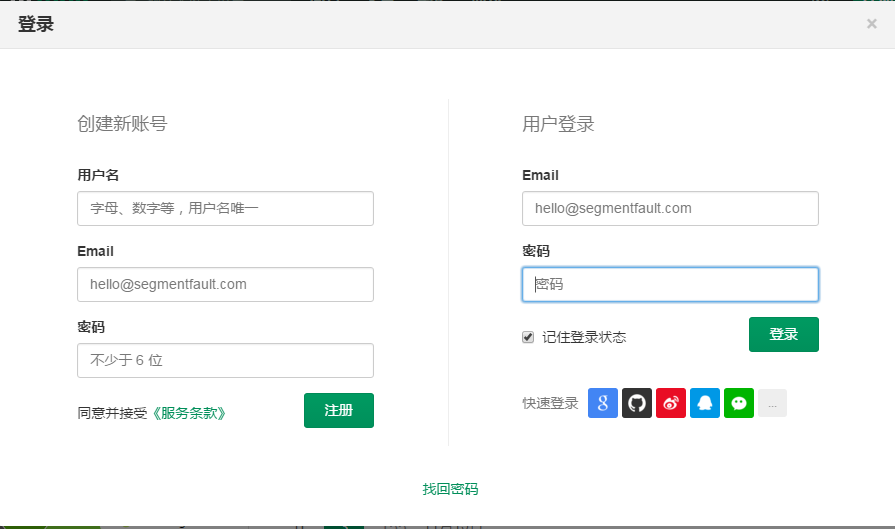 登录
×
创建新账号
用户名
字母、数字等，用户名唯一
Email
hello@segmentfault.com
密码
不少于 6 位
同意并接受《服务条款》
注册
用户登录
Email
hello@segmentfault.com
密码
密码
记住登录状态
登录
快速登录
...
找回密码